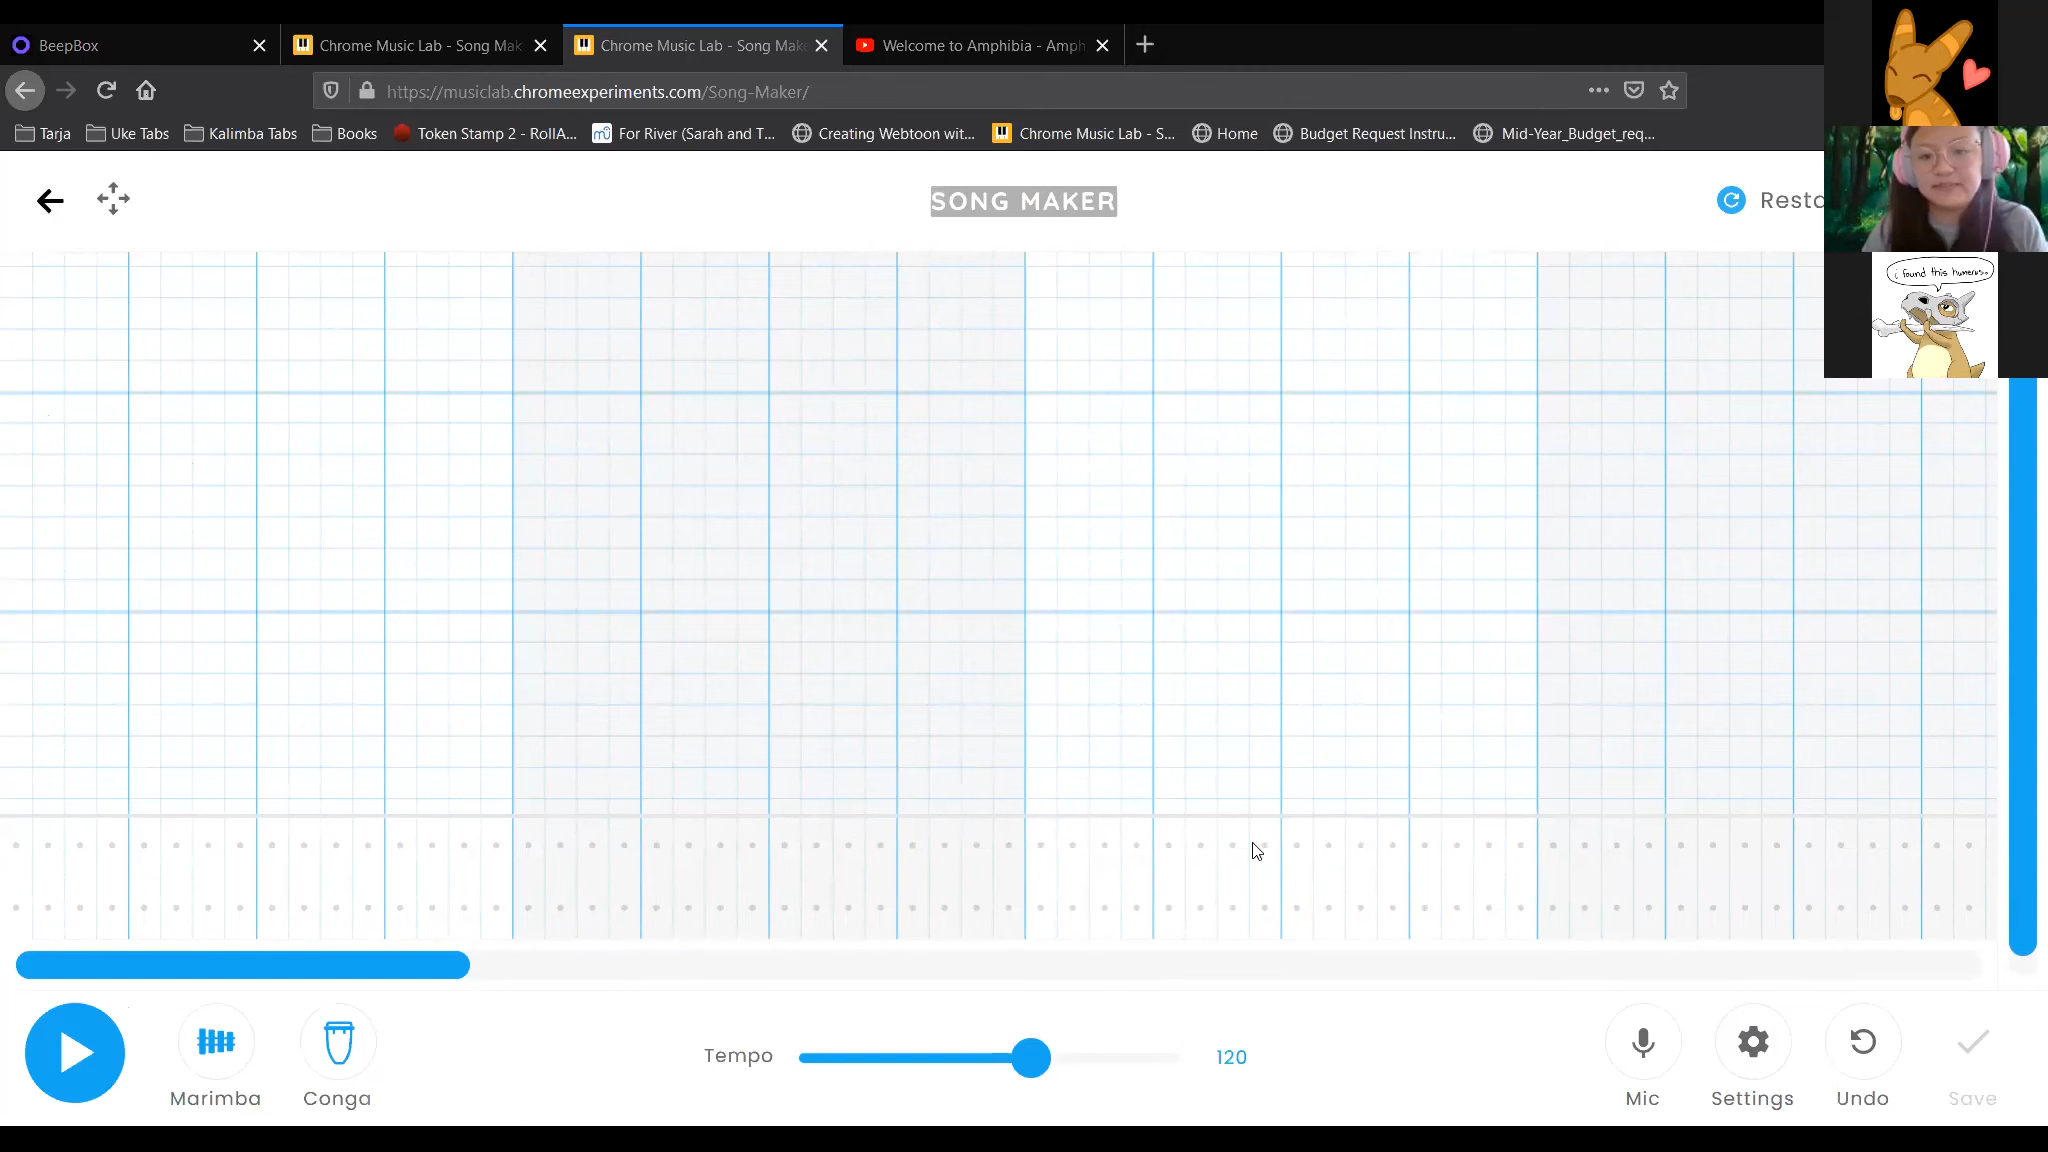 BeepBox
Chrome Music Lab - Song Mak
Chrome Music Lab - Song Make
Welcome to Amphibia - Amph
https://musiclab.chromeexperiments.com/Song-Maker/
Tarja
Uke Tabs
Kalimba Tabs
Books
Token Stamp 2 - RollA...
For River (Sarah and T...
Creating Webtoon wit...
Chrome Music Lab - S...
Home
Budget Request Instru...
Mid-Year_Budget_req...
SONG MAKER
Resta
i found this humerus.
Tempo
120
Marimba
Conga
Mic
Settings
Undo
Save